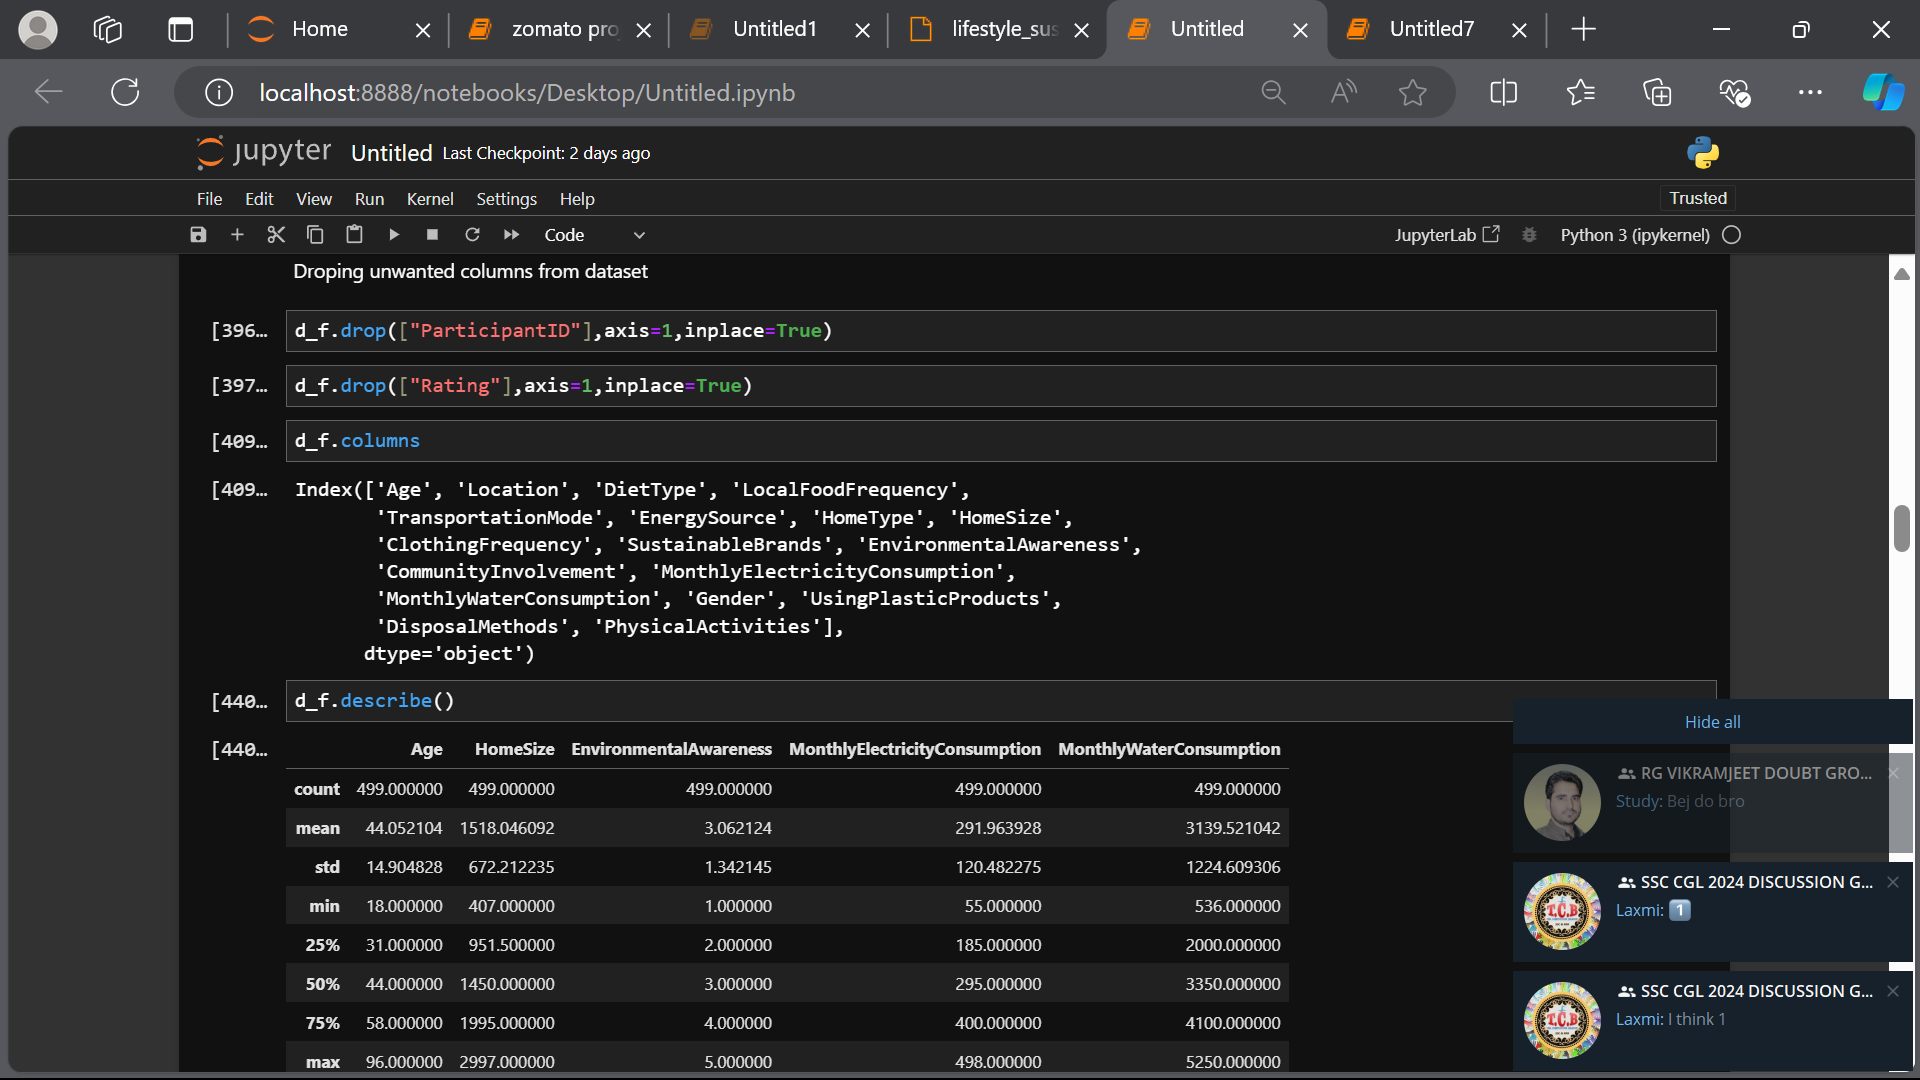 Home
zomato pro
Untitled1
lifestyle_sus
Untitled
Untitled7
localhost:8888/notebooks/Desktop/Untitled.ipynb
jupyter Untitled Last Checkpoint: 2 days ago
File Edit View Run Kernel Settings Help
Trusted
Code
JupyterLab
Python 3 (ipykernel)
Droping unwanted columns from dataset
[396… d_f.drop(["ParticipantID"],axis=1,inplace=True)
[397… d_f.drop(["Rating"],axis=1,inplace=True)
[409… d_f.columns
[409… Index(['Age', 'Location', 'DietType', 'LocalFoodFrequency',
'TransportationMode', 'EnergySource', 'HomeType', 'HomeSize',
'ClothingFrequency', 'SustainableBrands', 'EnvironmentalAwareness',
'CommunityInvolvement', 'MonthlyElectricityConsumption',
'MonthlyWaterConsumption', 'Gender', 'UsingPlasticProducts',
'DisposalMethods', 'PhysicalActivities'],
dtype='object')
[440… d_f.describe()
[440… Age HomeSize EnvironmentalAwareness MonthlyElectricityConsumption MonthlyWaterConsumption
count 499.000000 499.000000 499.000000 499.000000 499.000000
mean 44.052104 1518.046092 3.062124 291.963928 3139.521042
std 14.904828 672.212235 1.342145 120.482275 1224.609306
min 18.000000 407.000000 1.000000 55.000000 536.000000
25% 31.000000 951.500000 2.000000 185.000000 2000.000000
50% 44.000000 1450.000000 3.000000 295.000000 3350.000000
75% 58.000000 1995.000000 4.000000 400.000000 4100.000000
max 96.000000 2997.000000 5.000000 498.000000 5250.000000
Hide all
RG VIKRAMJEET DOUBT GRO...
Study: Bej do bro
SSC CGL 2024 DISCUSSION G...
Laxmi: 1️⃣
T.C.B
SSC CGL 2024 DISCUSSION G...
Laxmi: I think 1
T.C.B